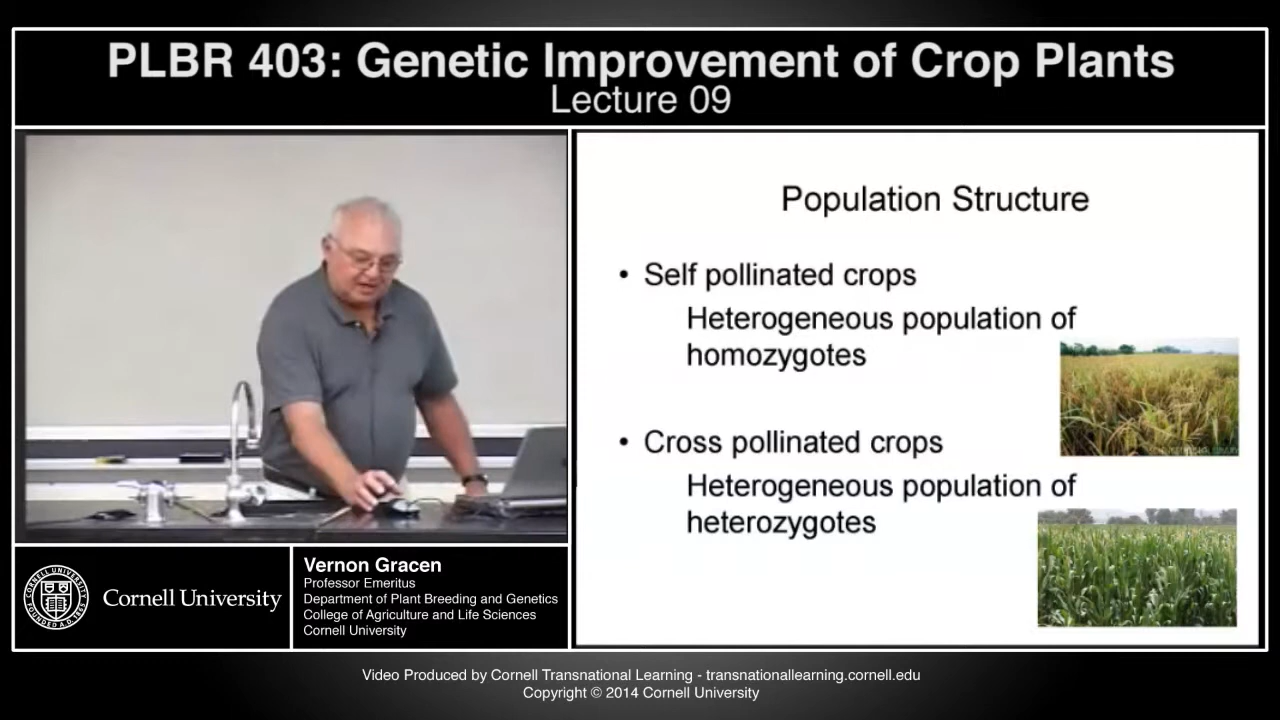 PLBR 403: Genetic Improvement of Crop Plants
Lecture 09
Population Structure
• Self pollinated crops
Heterogeneous population of
homozygotes
• Cross pollinated crops
Heterogeneous population of
heterozygotes
Cornell University
Vernon Gracen
Professor Emeritus
Department of Plant Breeding and Genetics
College of Agriculture and Life Sciences
Cornell University
Video Produced by Cornell Transnational Learning - transnationallearning.cornell.edu
Copyright © 2014 Cornell University